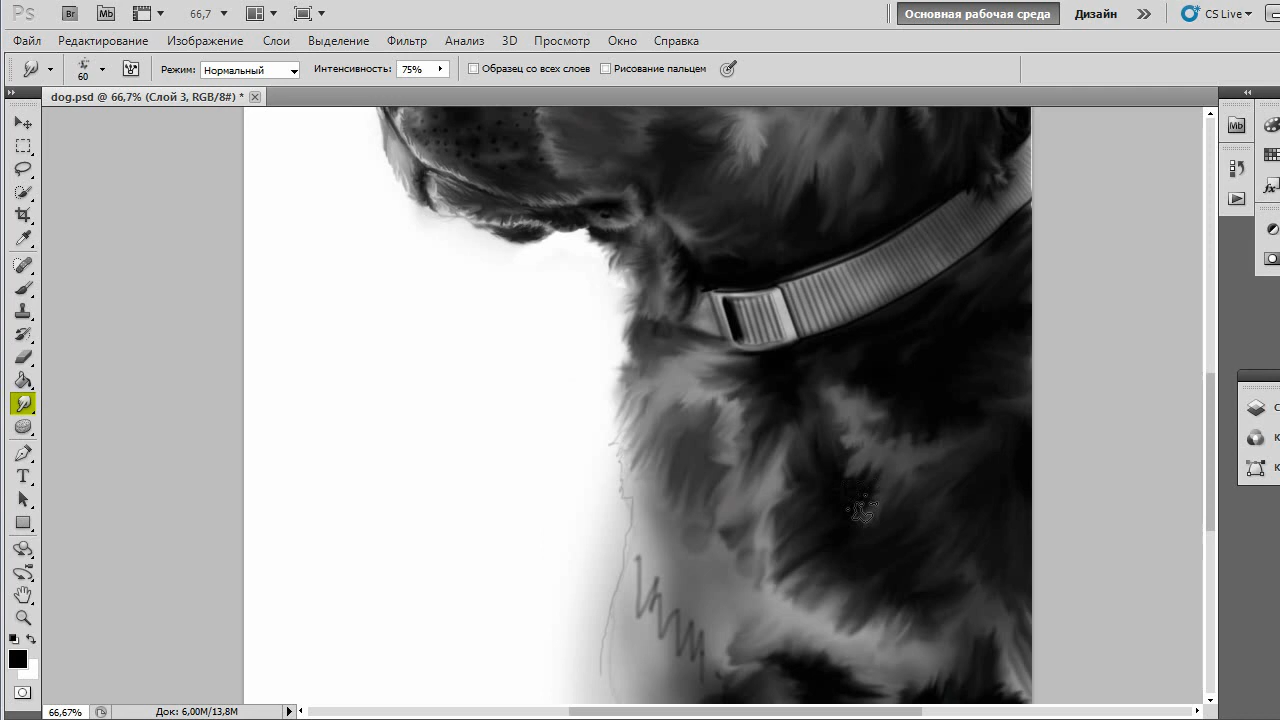 Ps Br Mb 66,7 Основная рабочая среда Дизайн CS Live
Файл Редактирование Изображение Слои Выделение Фильтр Анализ 3D Просмотр Окно Справка
60 Режим: Нормальный Интенсивность: 75% Образец со всех слоев Рисование пальцем
dog.psd @ 66,7% (Слой 3, RGB/8#) *
Mb
fx
С
К
К
T
66,67% Док: 6,00M/13,8M